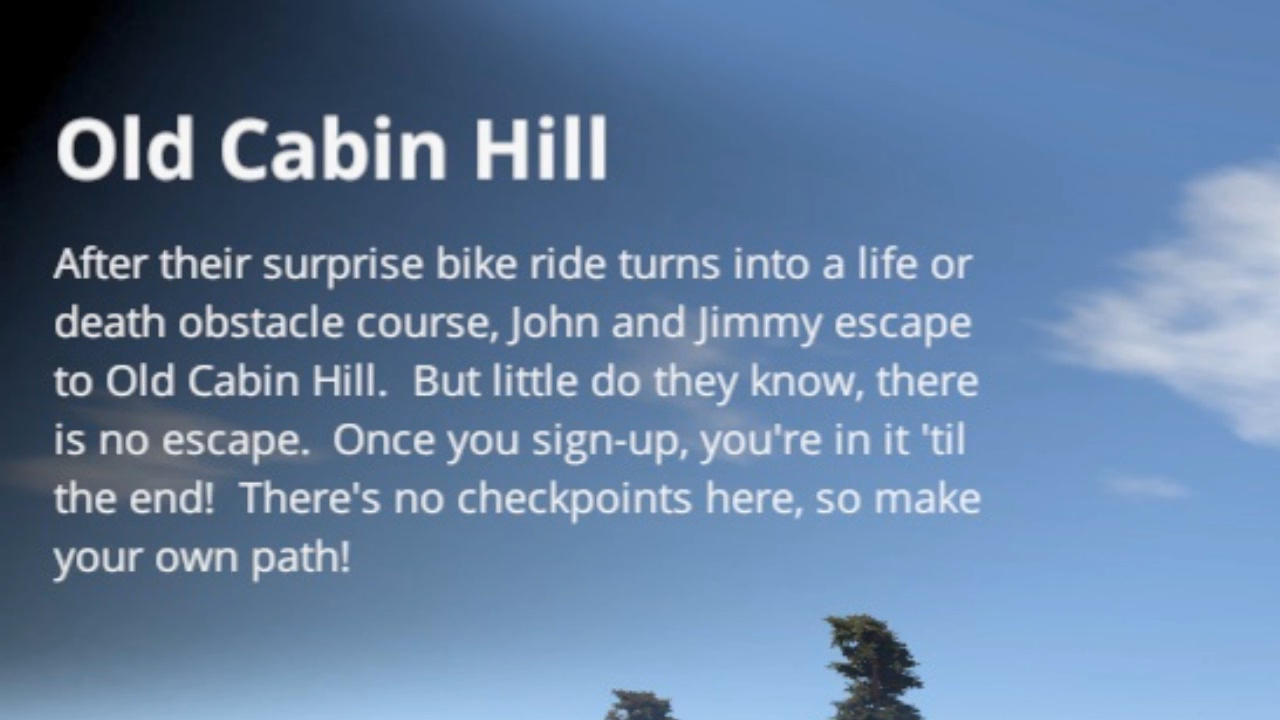 Old Cabin Hill
After their surprise bike ride turns into a life or
death obstacle course, John and Jimmy escape
to Old Cabin Hill.  But little do they know, there
is no escape.  Once you sign-up, you're in it 'til
the end!  There's no checkpoints here, so make
your own path!